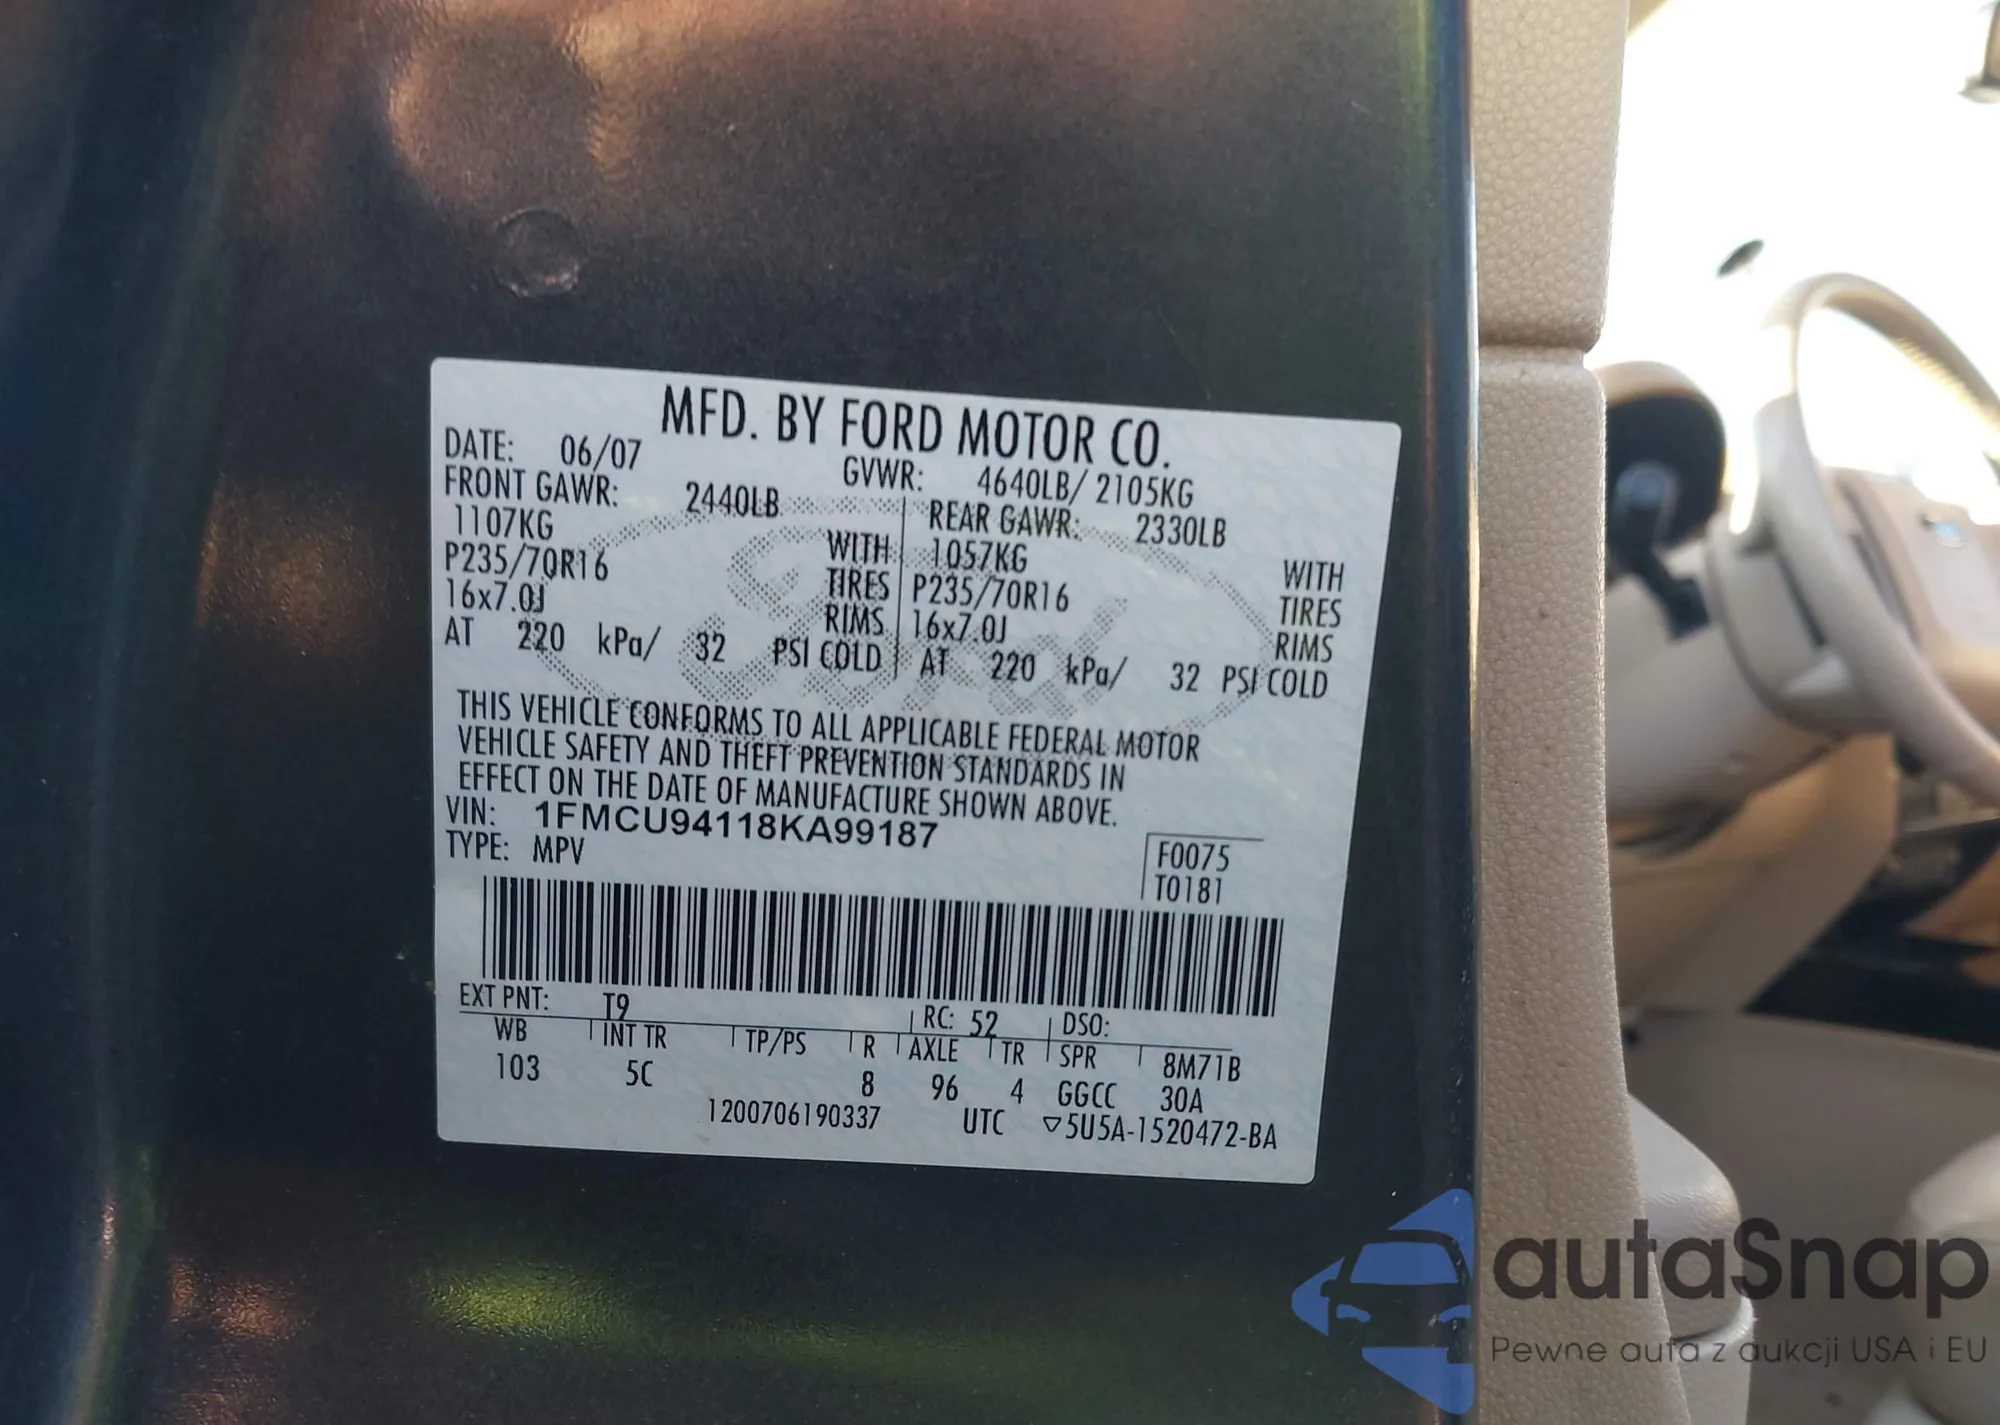 MFD. BY FORD MOTOR CO.
DATE: 06/07 GVWR: 4640LB/ 2105KG
FRONT GAWR: 2440LB REAR GAWR: 2330LB
1107KG WITH 1057KG WITH
P235/70R16 TIRES P235/70R16 TIRES
16x7.0J RIMS 16x7.0J RIMS
AT 220 kPa/ 32 PSI COLD AT 220 kPa/ 32 PSI COLD
Ford
THIS VEHICLE CONFORMS TO ALL APPLICABLE FEDERAL MOTOR
VEHICLE SAFETY AND THEFT PREVENTION STANDARDS IN
EFFECT ON THE DATE OF MANUFACTURE SHOWN ABOVE.
VIN: 1FMCU94118KA99187
TYPE: MPV
F0075
T0181
EXT PNT: T9 RC: 52 DSO:
WB INT TR TP/PS R AXLE TR SPR 8M71B
103 5C 8 96 4 GGCC 30A
1200706190337 UTC ▽5U5A-1520472-BA
autaSnap
Pewne auta z aukcji USA i EU